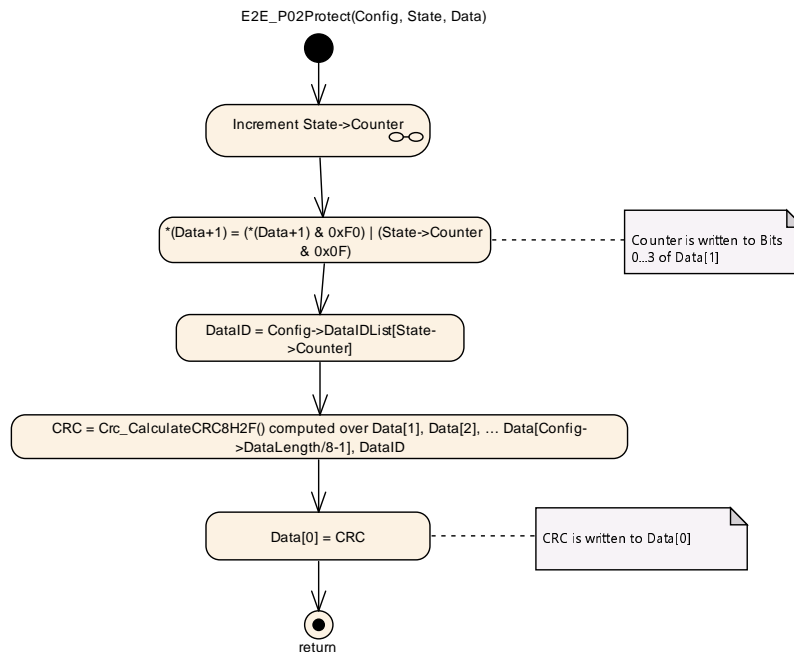 E2E_P02Protect(Config, State, Data)
Increment State->Counter
*(Data+1) = (*(Data+1) & 0xF0) | (State->Counter
& 0x0F)
Counter is written to Bits
0...3 of Data[1]
DataID = Config->DataIDList[State-
>Counter]
CRC = Crc_CalculateCRC8H2F() computed over Data[1], Data[2], … Data[Config-
>DataLength/8-1], DataID
Data[0] = CRC
CRC is written to Data[0]
return